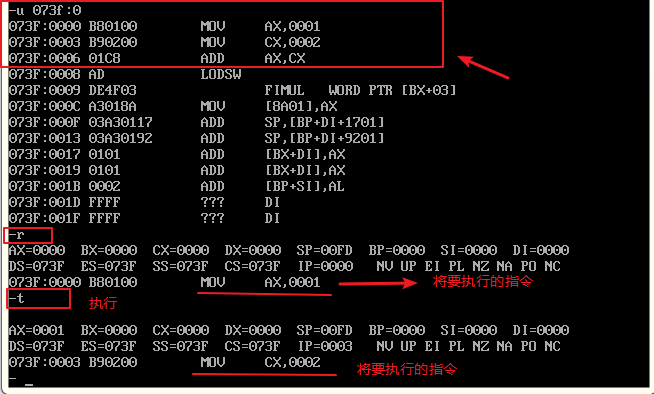 -u 073f:0
073F:0000 B80100 MOV AX,0001
073F:0003 B90200 MOV CX,0002
073F:0006 01C8 ADD AX,CX
073F:0008 AD LODSW
073F:0009 DE4F03 FIMUL WORD PTR [BX+03]
073F:000C A3018A MOV [8A01],AX
073F:000F 03A30117 ADD SP,[BP+DI+1701]
073F:0013 03A30192 ADD SP,[BP+DI+9201]
073F:0017 0101 ADD [BX+DI],AX
073F:0019 0101 ADD [BX+DI],AX
073F:001B 0002 ADD [BP+SI],AL
073F:001D FFFF ??? DI
073F:001F FFFF ??? DI
-r
AX=0000 BX=0000 CX=0000 DX=0000 SP=00FD BP=0000 SI=0000 DI=0000
DS=073F ES=073F SS=073F CS=073F IP=0000 NV UP EI PL NZ NA PO NC
073F:0000 B80100 MOV AX,0001 将要执行的指令
-t 执行
AX=0001 BX=0000 CX=0000 DX=0000 SP=00FD BP=0000 SI=0000 DI=0000
DS=073F ES=073F SS=073F CS=073F IP=0003 NV UP EI PL NZ NA PO NC
073F:0003 B90200 MOV CX,0002 将要执行的指令
- _